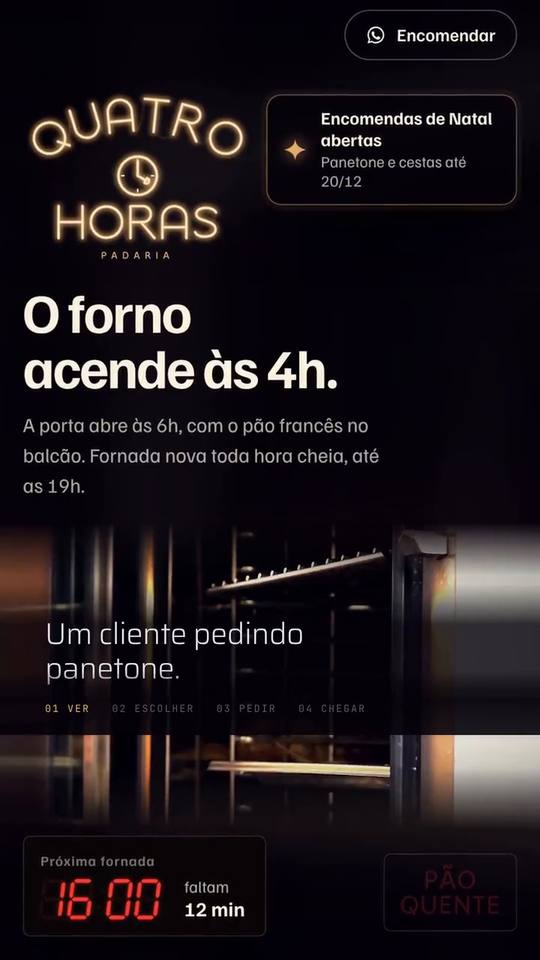 Encomendar
QUATRO
HORAS
PADARIA
Encomendas de Natal
abertas
Panetone e cestas até
20/12
O forno
acende às 4h.
A porta abre às 6h, com o pão francês no
balcão. Fornada nova toda hora cheia, até
as 19h.
Um cliente pedindo
panetone.
01 VER 02 ESCOLHER 03 PEDIR 04 CHEGAR
Próxima fornada
16 00
faltam
12 min
PÃO
QUENTE